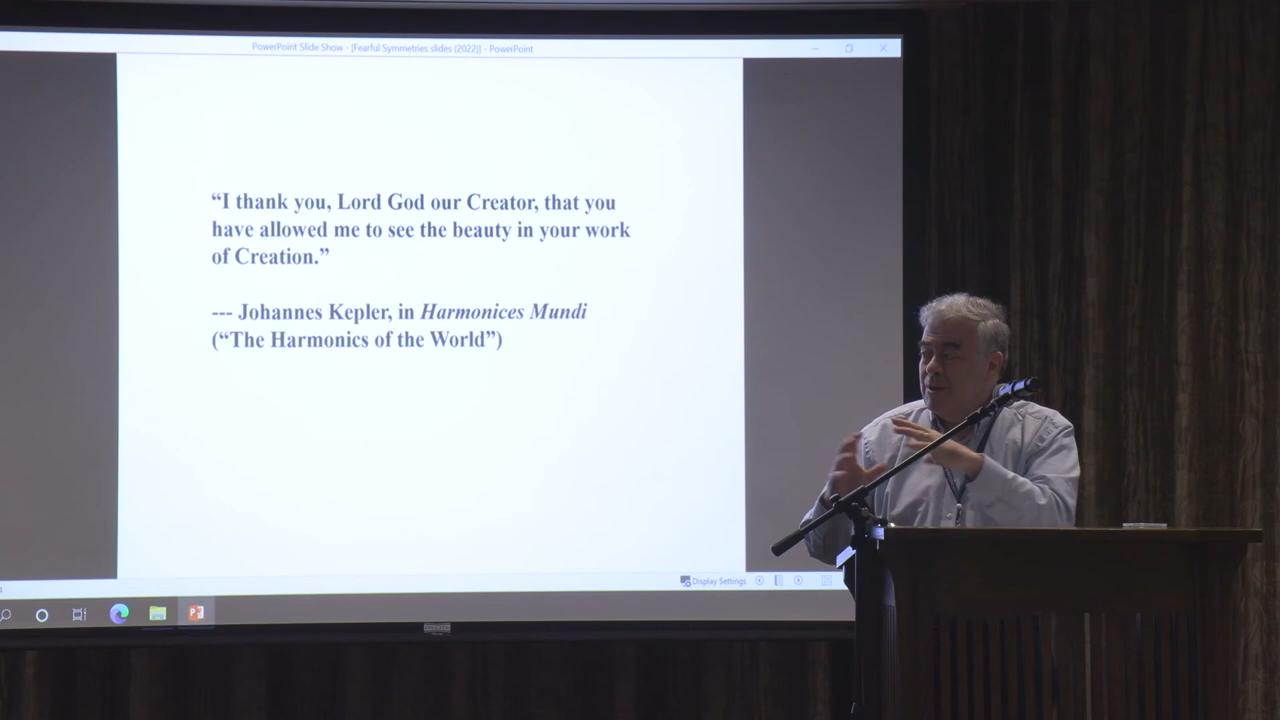 PowerPoint Slide Show - [Fearful Symmetries slides (2022)] - PowerPoint
“I thank you, Lord God our Creator, that you
have allowed me to see the beauty in your work
of Creation.”
--- Johannes Kepler, in Harmonices Mundi
(“The Harmonics of the World”)
Display Settings